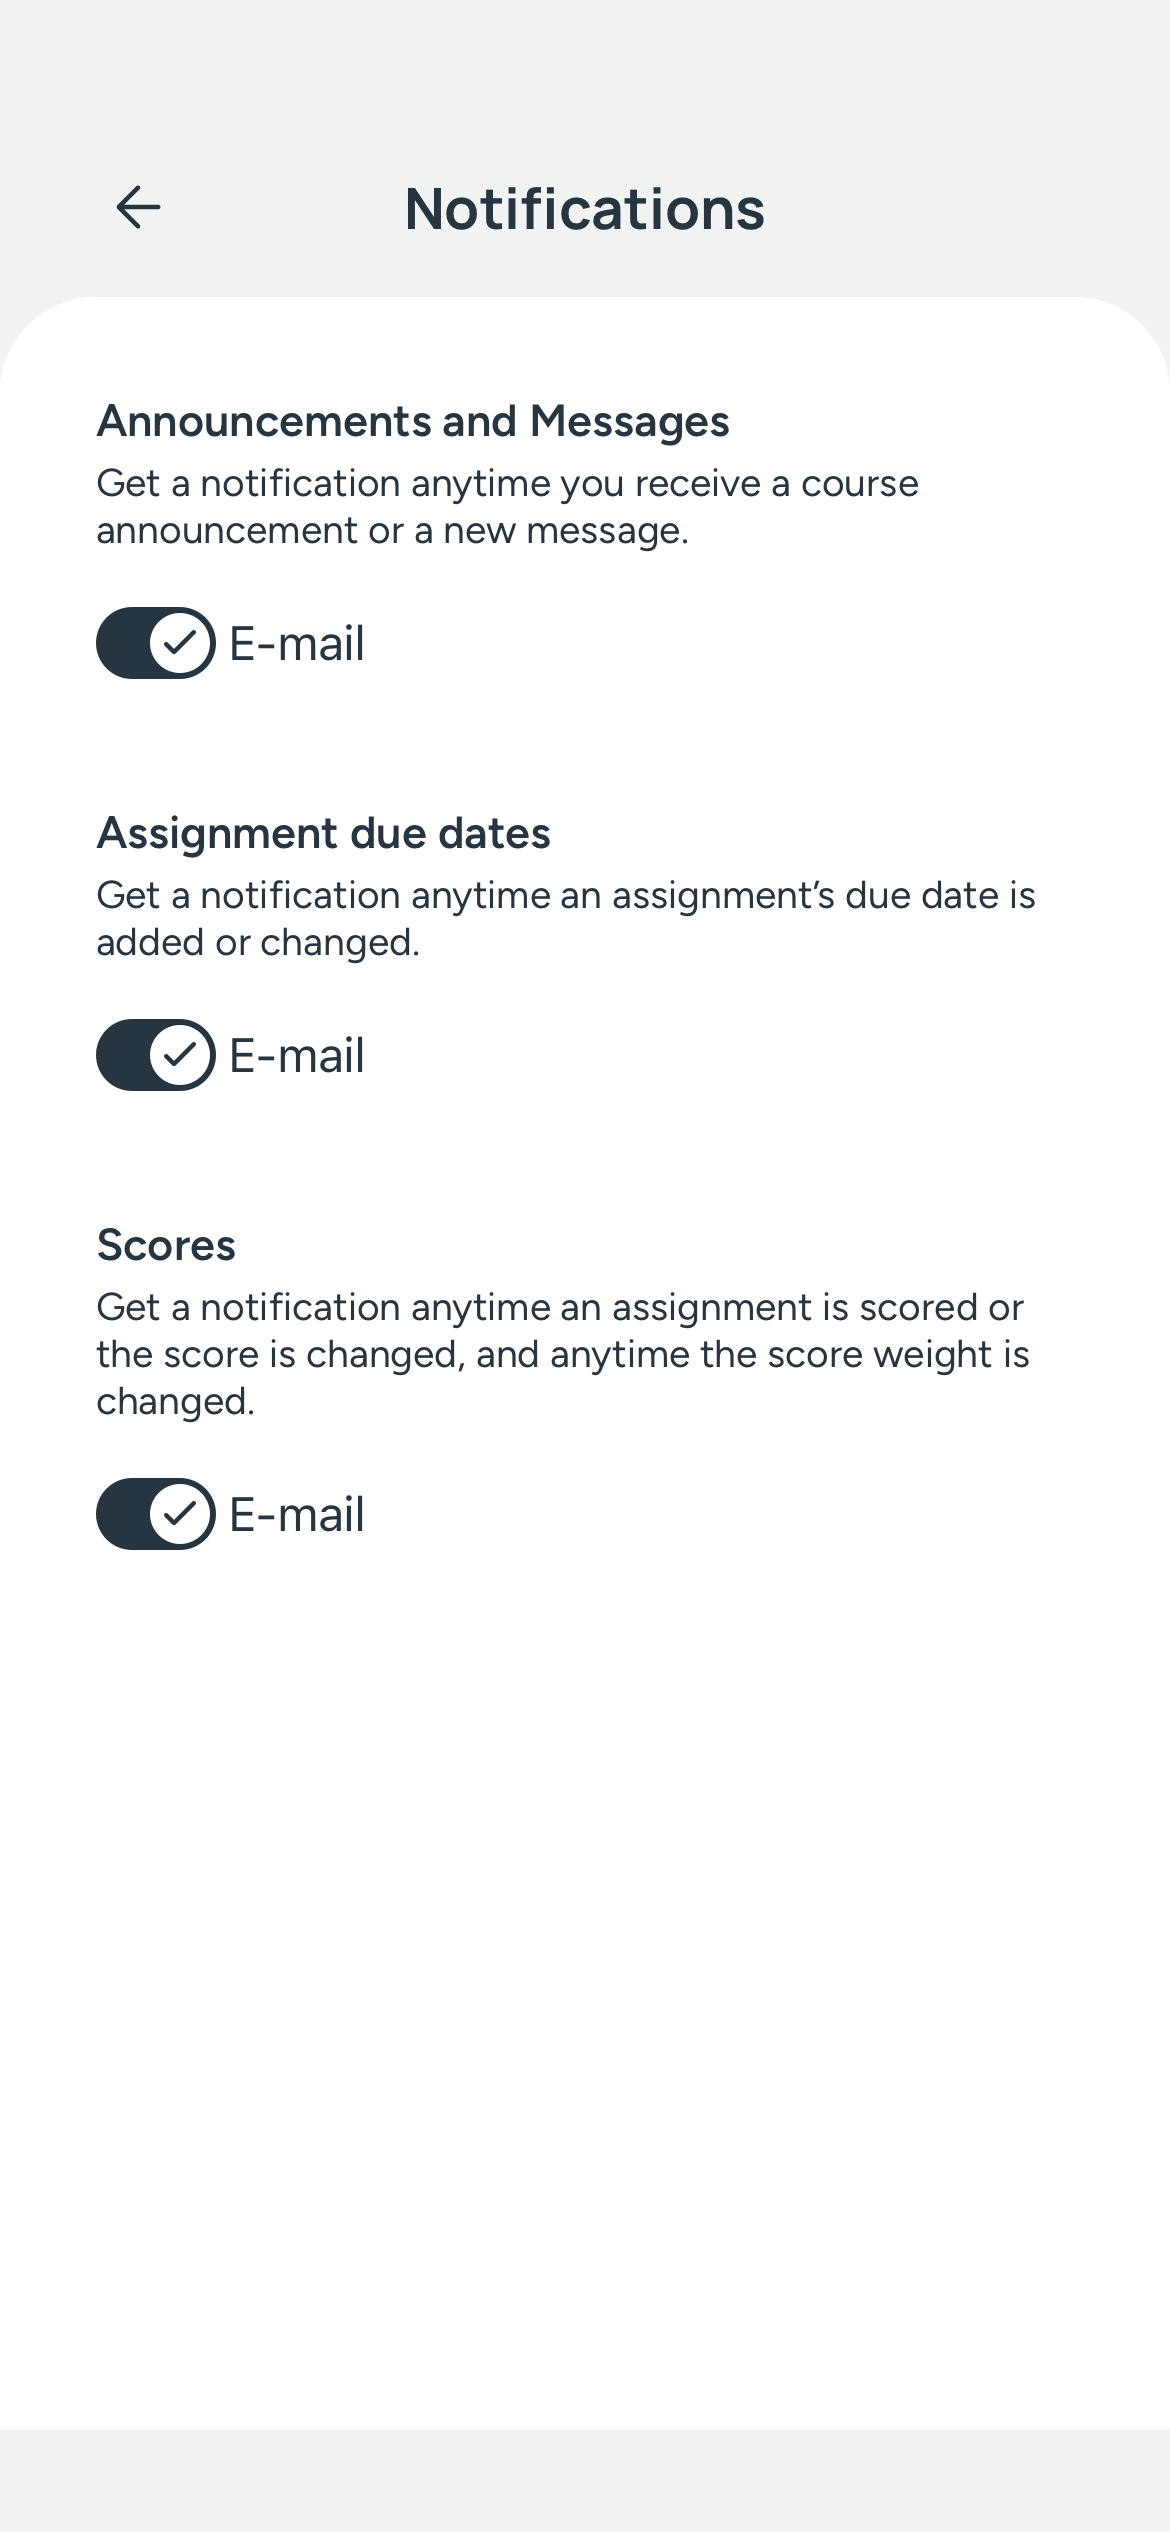 Notifications
Announcements and Messages
Get a notification anytime you receive a course
announcement or a new message.
E-mail
Assignment due dates
Get a notification anytime an assignment’s due date is
added or changed.
E-mail
Scores
Get a notification anytime an assignment is scored or
the score is changed, and anytime the score weight is
changed.
E-mail